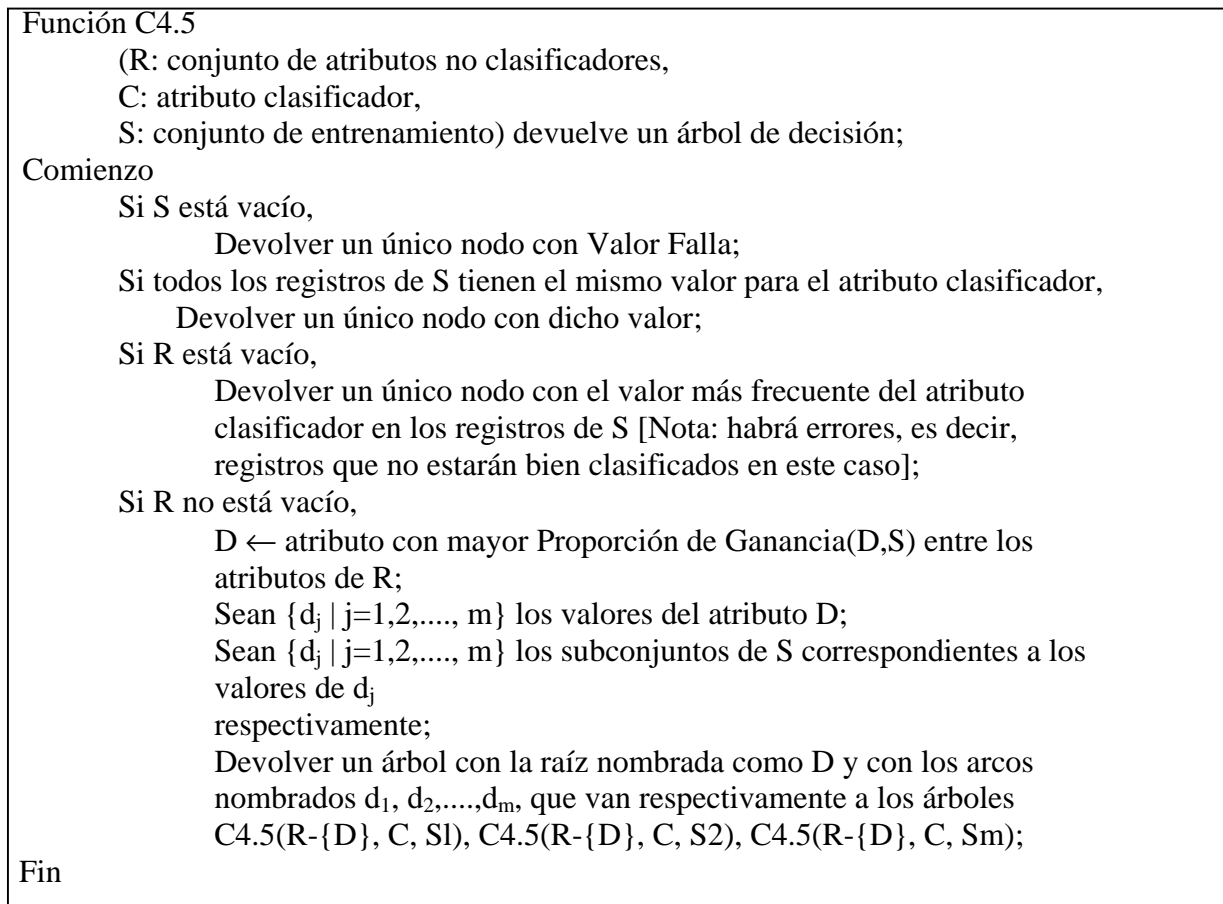 Función C4.5
(R: conjunto de atributos no clasificadores,
C: atributo clasificador,
S: conjunto de entrenamiento) devuelve un árbol de decisión;
Comienzo
Si S está vacío,
Devolver un único nodo con Valor Falla;
Si todos los registros de S tienen el mismo valor para el atributo clasificador,
Devolver un único nodo con dicho valor;
Si R está vacío,
Devolver un único nodo con el valor más frecuente del atributo
clasificador en los registros de S [Nota: habrá errores, es decir,
registros que no estarán bien clasificados en este caso];
Si R no está vacío,
D ← atributo con mayor Proporción de Ganancia(D,S) entre los
atributos de R;
Sean {dj | j=1,2,...., m} los valores del atributo D;
Sean {dj | j=1,2,...., m} los subconjuntos de S correspondientes a los
valores de dj
respectivamente;
Devolver un árbol con la raíz nombrada como D y con los arcos
nombrados d1, d2,....,dm, que van respectivamente a los árboles
C4.5(R-{D}, C, Sl), C4.5(R-{D}, C, S2), C4.5(R-{D}, C, Sm);
Fin